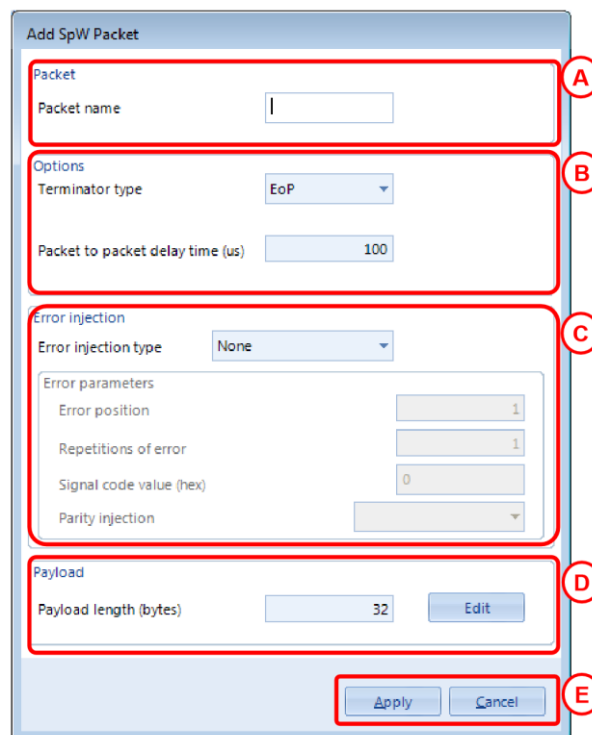 Add SpW Packet
Packet
A
Packet name
Options
B
Terminator type EoP
Packet to packet delay time (us) 100
Error injection
C
Error injection type None
Error parameters
Error position 1
Repetitions of error 1
Signal code value (hex) 0
Parity injection
Payload
D
Payload length (bytes) 32 Edit
Apply Cancel E